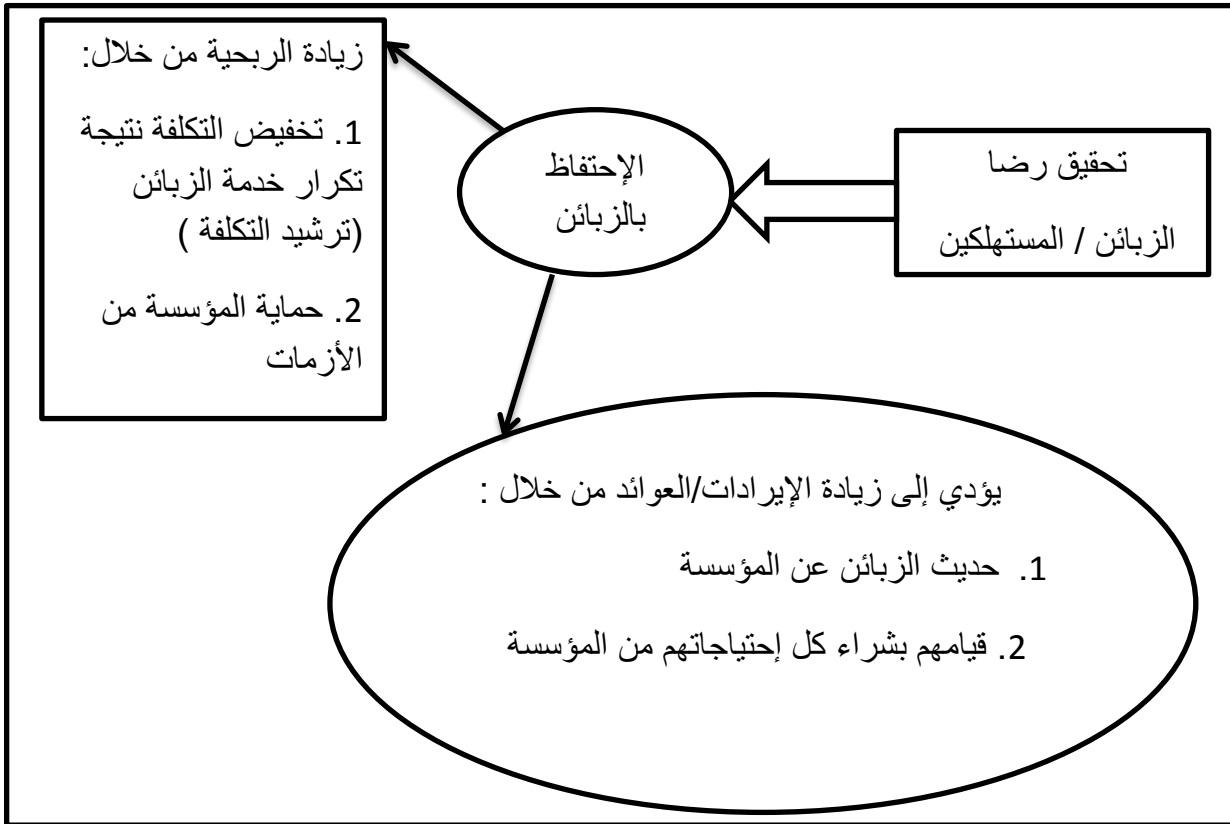 تحقيق رضا
الزبائن / المستهلكين
الإحتفاظ
بالزبائن
زيادة الربحية من خلال:
1. تخفيض التكلفة نتيجة
تكرار خدمة الزبائن
(ترشيد التكلفة )
2. حماية المؤسسة من
الأزمات
يؤدي إلى زيادة الإيرادات/العوائد من خلال :
1. حديث الزبائن عن المؤسسة
2. قيامهم بشراء كل إحتياجاتهم من المؤسسة